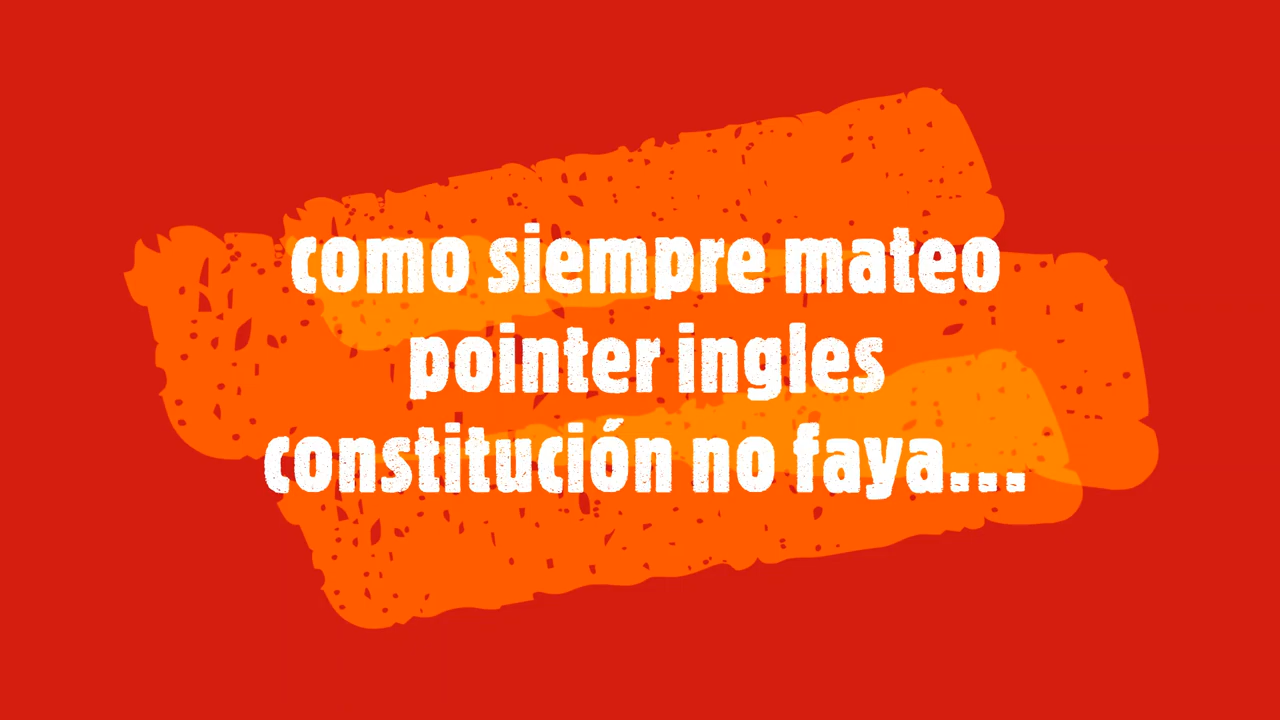 como siempre mateo
pointer ingles
constitución no faya...